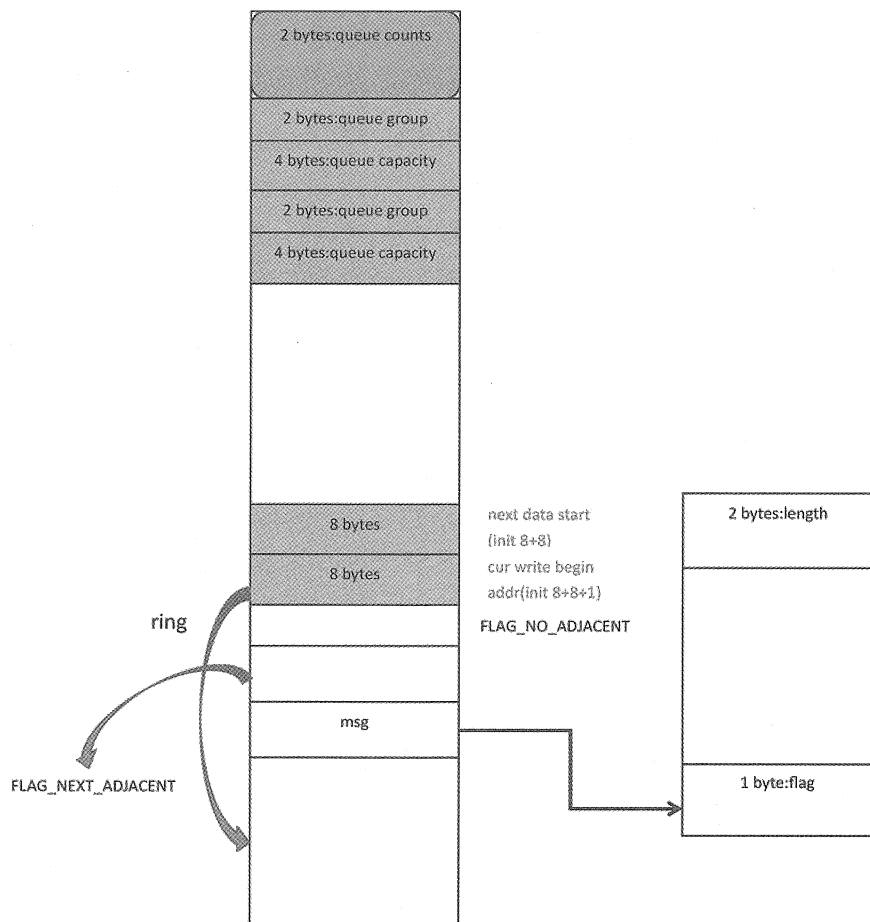 2 bytes:queue counts
2 bytes:queue group
4 bytes:queue capacity
2 bytes:queue group
4 bytes:queue capacity
8 bytes
8 bytes
next data start
(init 8+8)
cur write begin
addr(init 8+8+1)
FLAG_NO_ADJACENT
ring
msg
FLAG_NEXT_ADJACENT
2 bytes:length
1 byte:flag